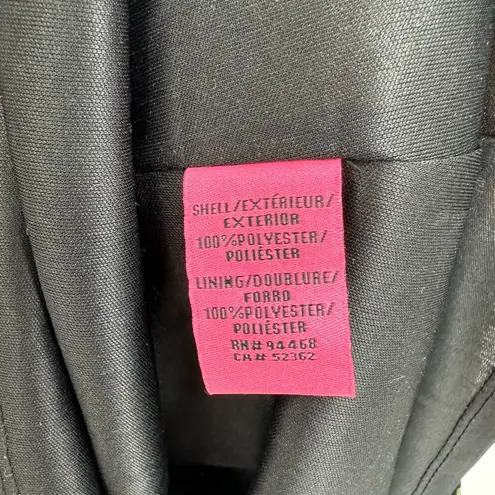 SHELL/EXTÉRIEUR/
EXTERIOR
100%POLYESTER/
POLIÉSTER
LINING/DOUBLURE/
FORRO
100%POLYESTER/
POLIÉSTER
RN# 94468
CA# 52362